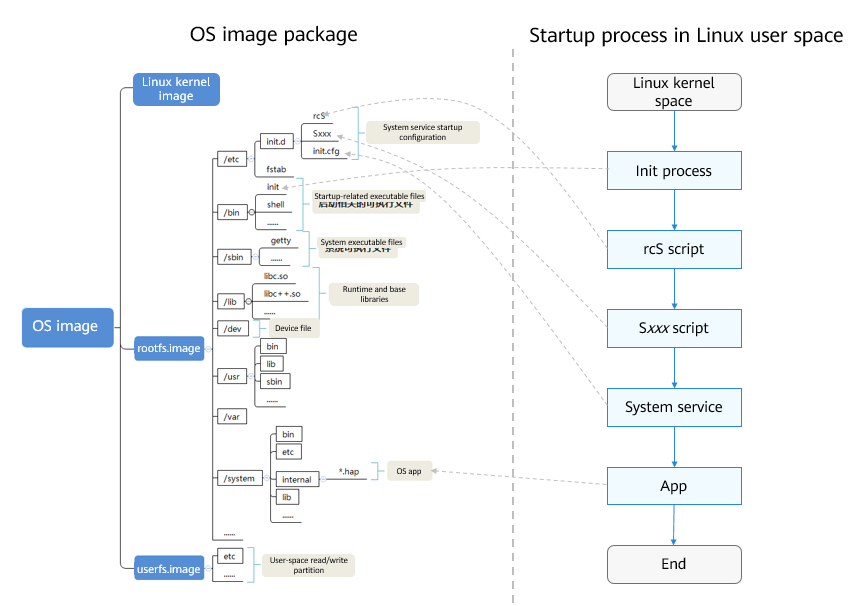 OS image package
Startup process in Linux user space
Linux kernel
image
OS image
rootfs.image
userfs.image
/etc
init.d
rcS
Sxxx
init.cfg
System service startup
configuration
fstab
/bin
init
shell
......
Startup-related executable files
启动相关的可执行文件
/sbin
getty
......
System executable files
系统可执行文件
/lib
libc.so
libc++.so
......
Runtime and base
libraries
/dev
Device file
/usr
bin
lib
sbin
......
/var
/system
bin
etc
internal
*.hap
OS app
lib
......
......
etc
......
User-space read/write
partition
Linux kernel
space
Init process
rcS script
Sxxx script
System service
App
End